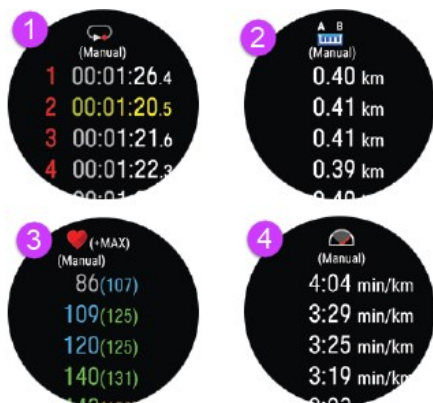 1
(Manual)
1 00:01:26.4
2 00:01:20.5
3 00:01:21.6
4 00:01:22.3
2
A B
(Manual)
0.40 km
0.41 km
0.41 km
0.39 km
3
(+MAX)
(Manual)
86(107)
109(125)
120(125)
140(131)
4
(Manual)
4:04 min/km
3:29 min/km
3:25 min/km
3:19 min/km